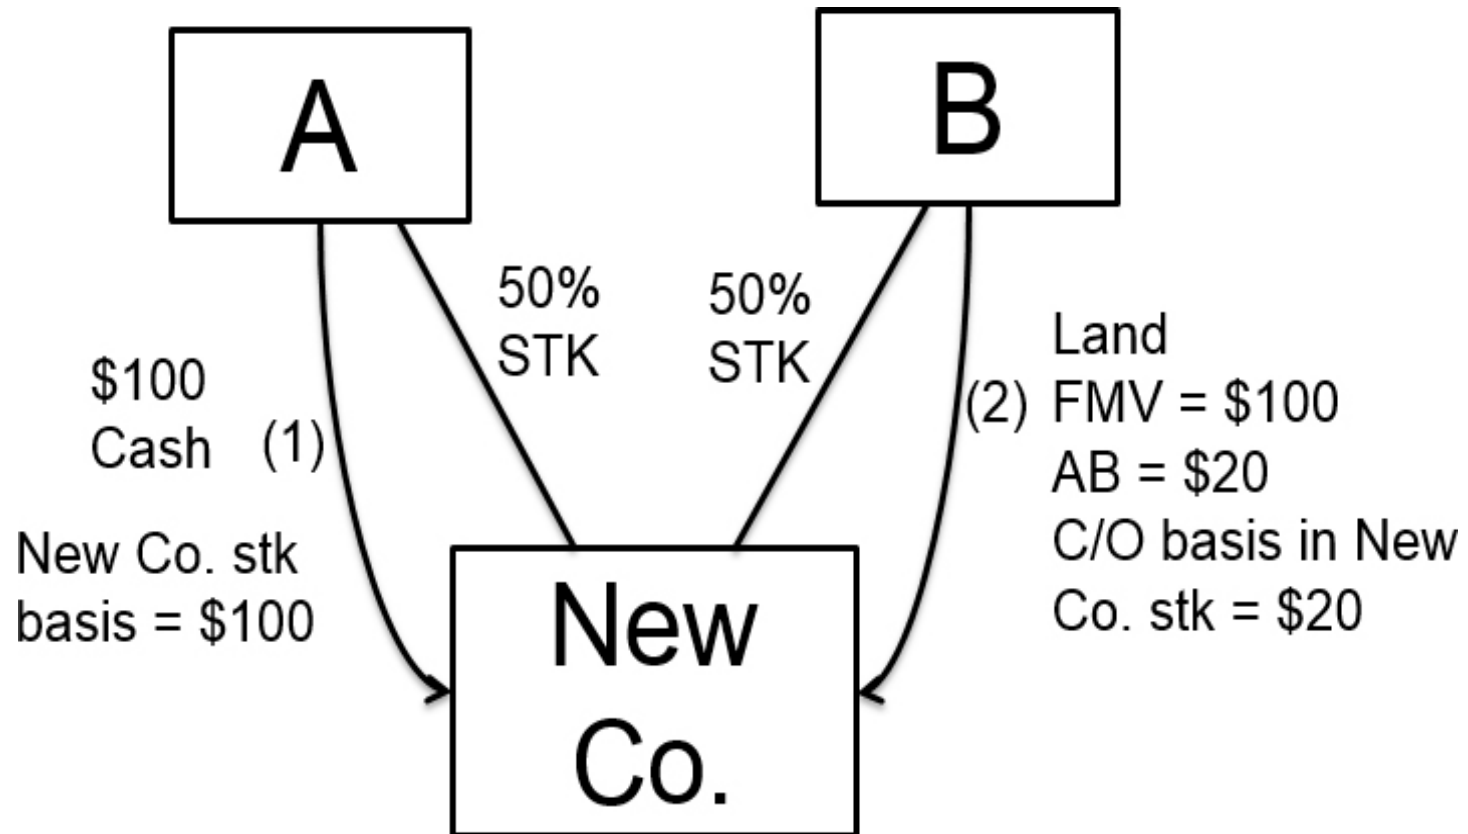 A
B
50%
STK
50%
STK
$100
Cash
(1)
New Co. stk
basis = $100
(2)
Land
FMV = $100
AB = $20
C/O basis in New
Co. stk = $20
New
Co.